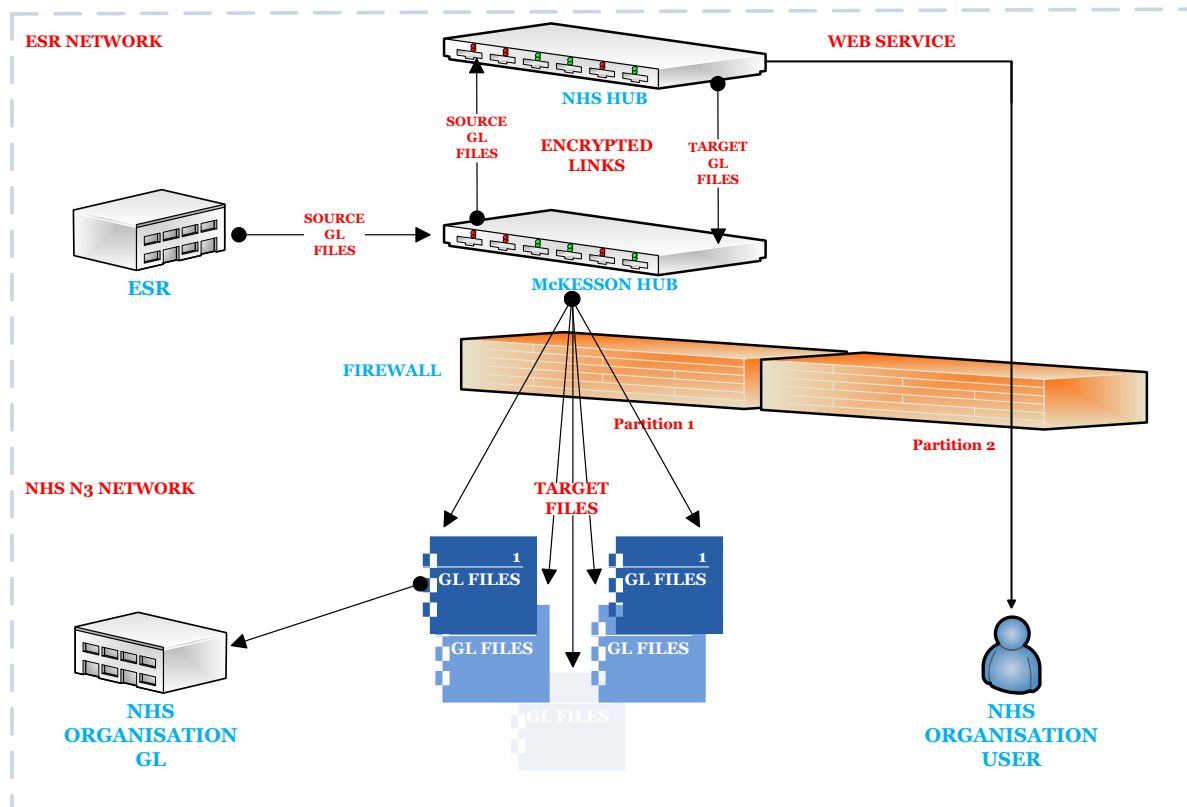 ESR NETWORK
WEB SERVICE
NHS HUB
SOURCE
GL
FILES
ENCRYPTED
LINKS
TARGET
GL
FILES
SOURCE
GL
FILES
ESR
McKESSON HUB
FIREWALL
Partition 1
Partition 2
NHS N3 NETWORK
TARGET
FILES
1
GL FILES
1
GL FILES
GL FILES
GL FILES
GL FILES
NHS
ORGANISATION
GL
NHS
ORGANISATION
USER